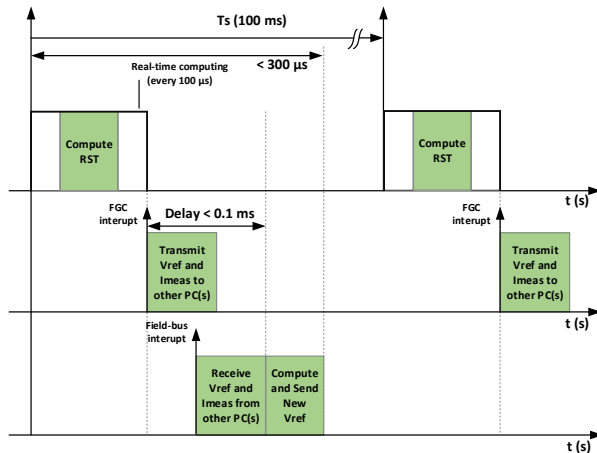 Ts (100 ms)
< 300 µs
Real-time computing
(every 100 µs)
Compute
RST
Compute
RST
t (s)
FGC
interupt
Delay < 0.1 ms
FGC
interupt
Transmit
Vref and
Imeas to
other PC(s)
Transmit
Vref and
Imeas to
other PC(s)
t (s)
Field-bus
interupt
Receive
Vref and
Imeas from
other PC(s)
Compute
and Send
New
Vref
t (s)